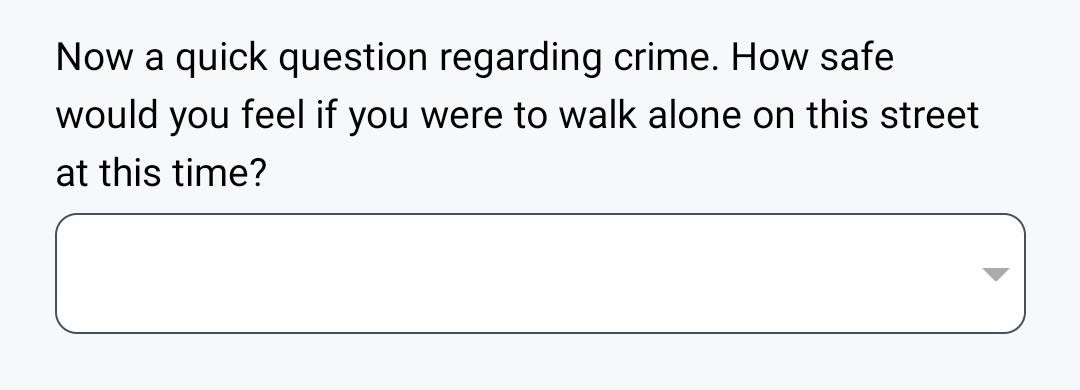 Now a quick question regarding crime. How safe
would you feel if you were to walk alone on this street
at this time?